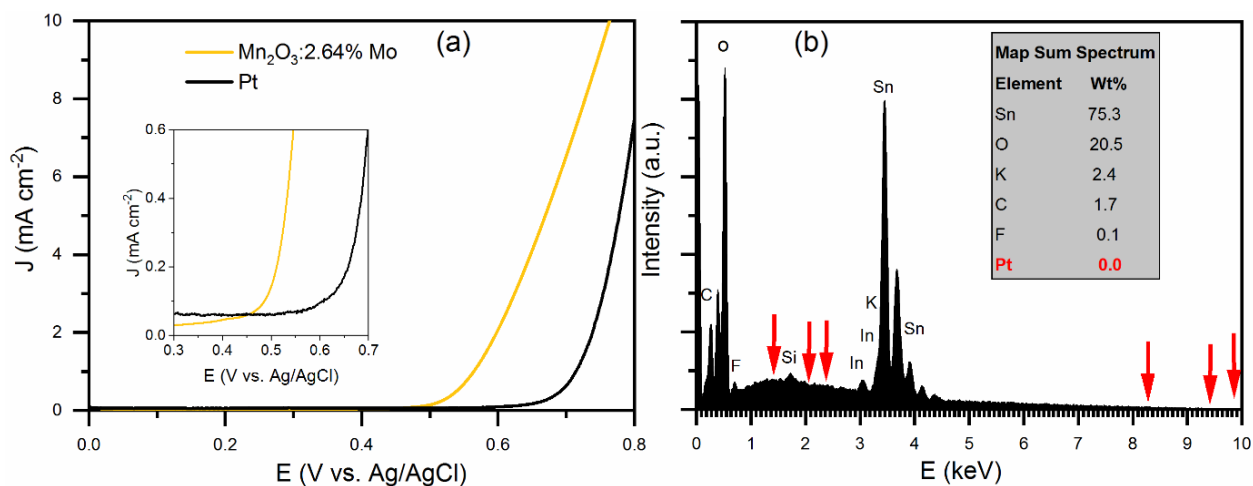 (a)
Mn₂O₃:2.64% Mo
Pt
J (mA cm⁻²)
10
8
6
4
2
0
0.0 0.2 0.4 0.6 0.8
E (V vs. Ag/AgCl)
J (mA cm⁻²)
0.6
0.4
0.2
0.0
0.3 0.4 0.5 0.6 0.7
E (V vs. Ag/AgCl)
(b)
Intensity (a.u.)
O
C
F
Si
In
In
K
Sn
Sn
Map Sum Spectrum
Element Wt%
Sn 75.3
O 20.5
K 2.4
C 1.7
F 0.1
Pt 0.0
0 1 2 3 4 5 6 7 8 9 10
E (keV)